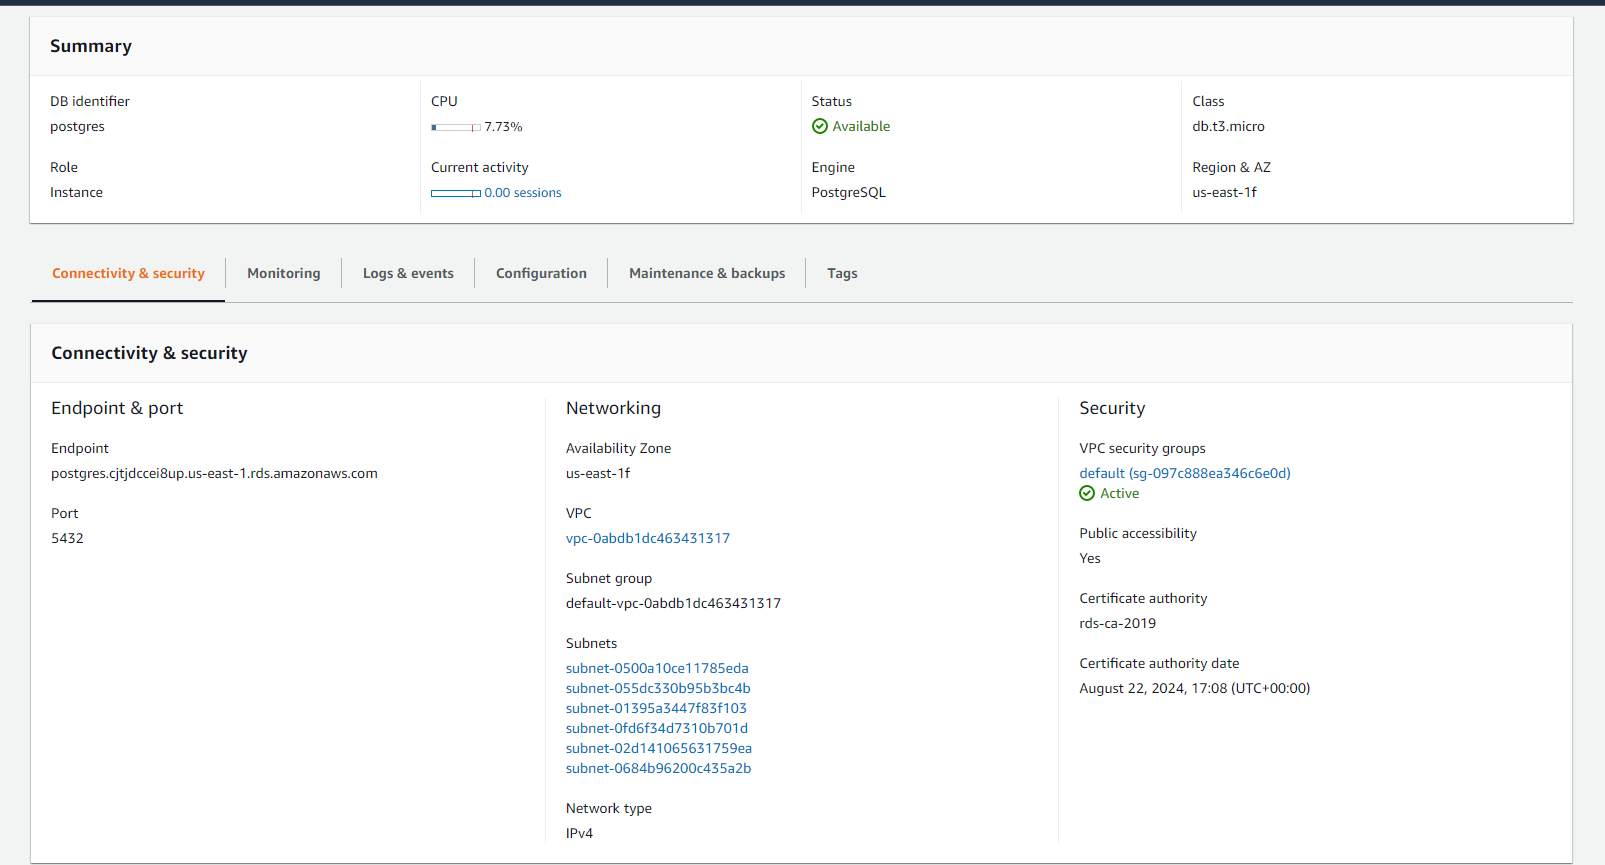 Summary
DB identifier
postgres
CPU
7.73%
Status
Available
Class
db.t3.micro
Role
Instance
Current activity
0.00 sessions
Engine
PostgreSQL
Region & AZ
us-east-1f
Connectivity & security
Monitoring
Logs & events
Configuration
Maintenance & backups
Tags
Connectivity & security
Endpoint & port
Endpoint
postgres.cjtjdccei8up.us-east-1.rds.amazonaws.com
Port
5432
Networking
Availability Zone
us-east-1f
VPC
vpc-0abdb1dc463431317
Subnet group
default-vpc-0abdb1dc463431317
Subnets
subnet-0500a10ce11785eda
subnet-055dc330b95b3bc4b
subnet-01395a3447f83f103
subnet-0fd6f34d7310b701d
subnet-02d141065631759ea
subnet-0684b96200c435a2b
Network type
IPv4
Security
VPC security groups
default (sg-097c888ea346c6e0d)
Active
Public accessibility
Yes
Certificate authority
rds-ca-2019
Certificate authority date
August 22, 2024, 17:08 (UTC+00:00)